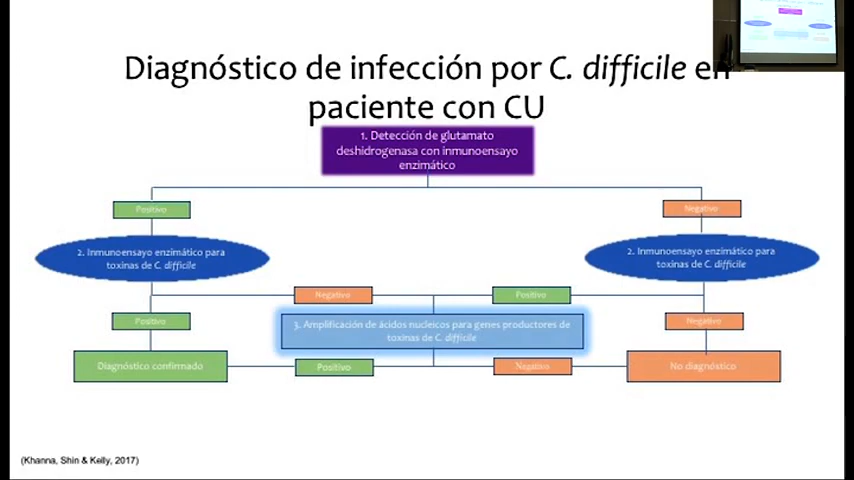 Diagnóstico de infección por C. difficile en
paciente con CU
1. Detección de glutamato
deshidrogenasa con inmunoensayo
enzimático
Positivo
Negativo
2. Inmunoensayo enzimático para
toxinas de C. difficile
2. Inmunoensayo enzimático para
toxinas de C. difficile
Negativo
Positivo
Positivo
3. Amplificación de ácidos nucleicos para genes productores de
toxinas de C. difficile
Negativo
Diagnóstico confirmado
Positivo
Negativo
No diagnóstico
(Khanna, Shin & Kelly, 2017)